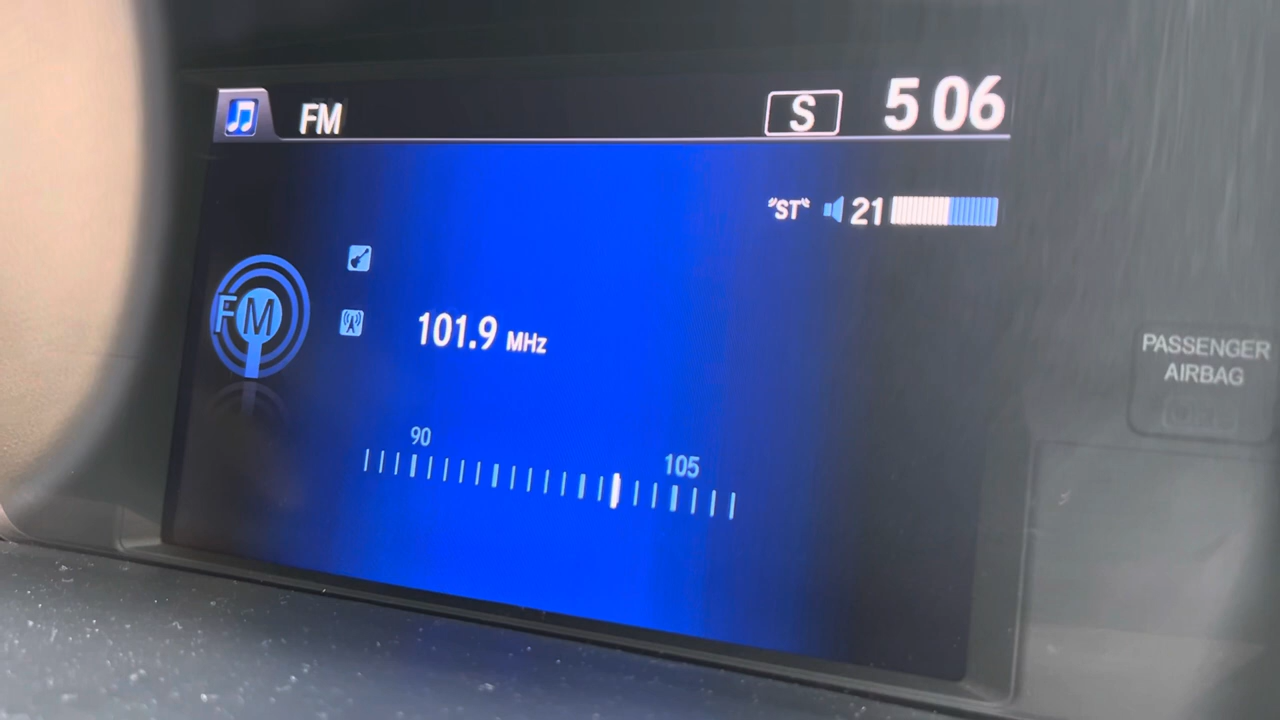 FM
S
5 06
"ST" 21
FM
101.9 MHz
90
105
PASSENGER
AIRBAG